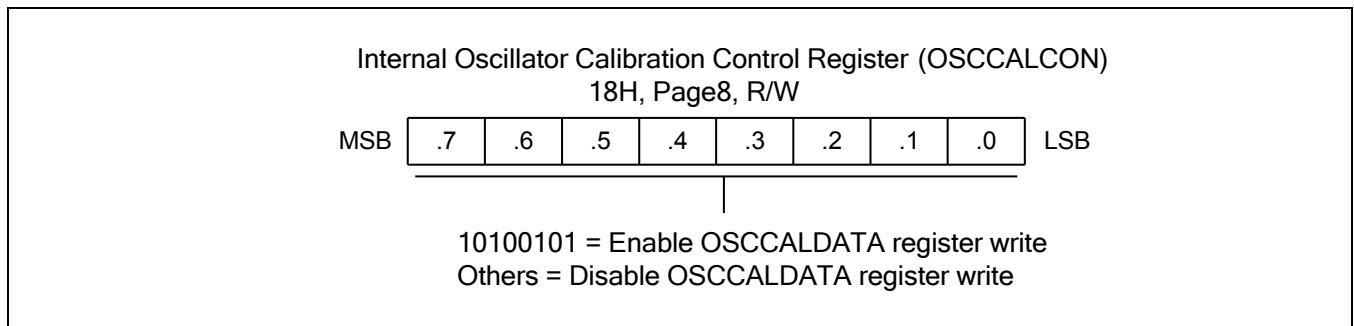 Internal Oscillator Calibration Control Register (OSCCALCON)
18H, Page8, R/W
MSB .7 .6 .5 .4 .3 .2 .1 .0 LSB
10100101 = Enable OSCCALDATA register write
Others = Disable OSCCALDATA register write